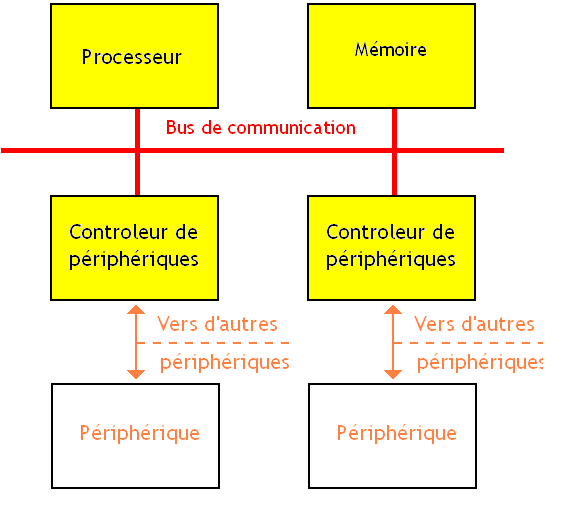 Processeur
Mémoire
Bus de communication
Controleur de
périphériques
Controleur de
périphériques
Vers d'autres
périphériques
Vers d'autres
périphériques
Périphérique
Périphérique